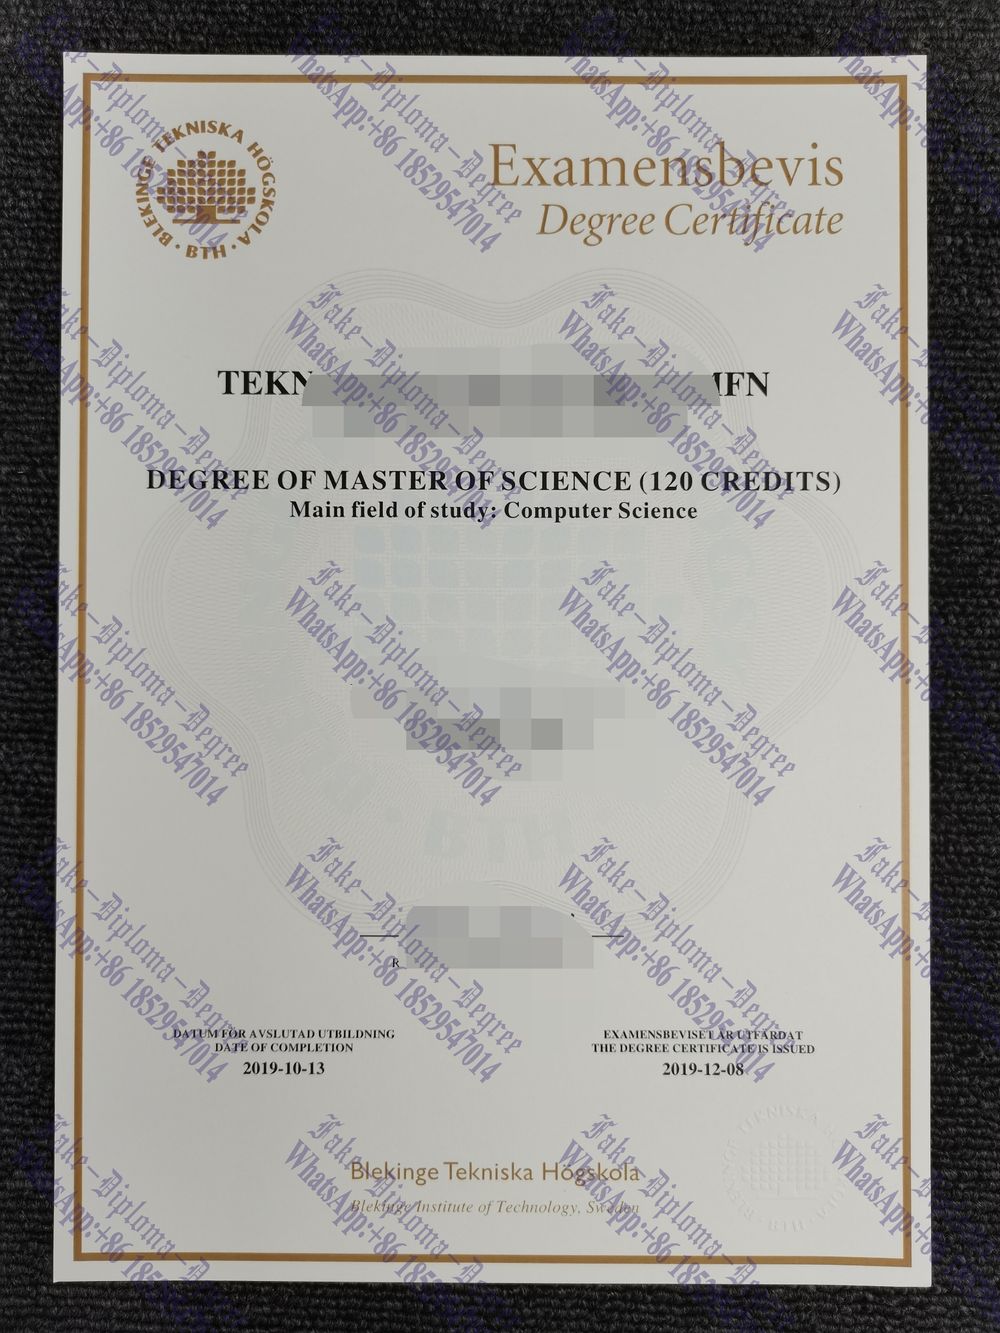 BLEKINGE TEKNISKA HÖGSKOLA · BTH ·
Examensbevis
Degree Certificate
TEKN
MFN
DEGREE OF MASTER OF SCIENCE (120 CREDITS)
Main field of study: Computer Science
R
DATUM FÖR AVSLUTAD UTBILDNING
DATE OF COMPLETION
2019-10-13
EXAMENSBEVISET ÄR UTFÄRDAT
THE DEGREE CERTIFICATE IS ISSUED
2019-12-08
Blekinge Tekniska Högskola
Blekinge Institute of Technology, Sweden
Fake-Diploma-Degree
WhatsApp:+86 18529547014